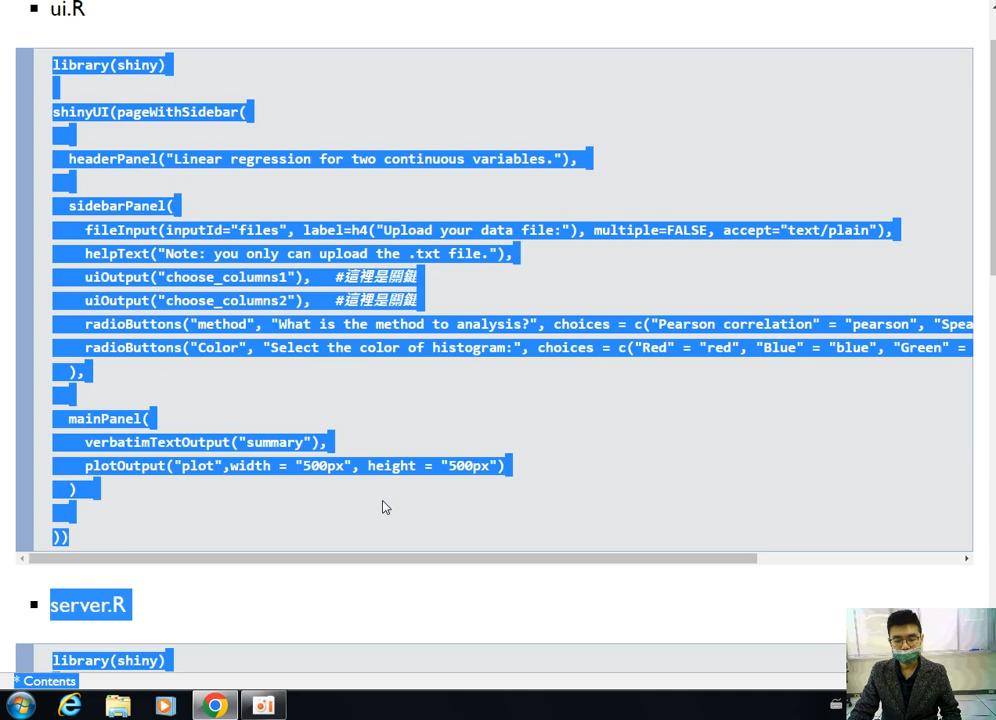 ui.R
library(shiny)
shinyUI(pageWithSidebar(
headerPanel("Linear regression for two continuous variables."),
sidebarPanel(
fileInput(inputId="files", label=h4("Upload your data file:"), multiple=FALSE, accept="text/plain"),
helpText("Note: you only can upload the .txt file."),
uiOutput("choose_columns1"),   #這裡是關鍵
uiOutput("choose_columns2"),   #這裡是關鍵
radioButtons("method", "What is the method to analysis?", choices = c("Pearson correlation" = "pearson", "Spea
radioButtons("Color", "Select the color of histogram:", choices = c("Red" = "red", "Blue" = "blue", "Green" =
),
mainPanel(
verbatimTextOutput("summary"),
plotOutput("plot",width = "500px", height = "500px")
)
))
server.R
library(shiny)
* Contents